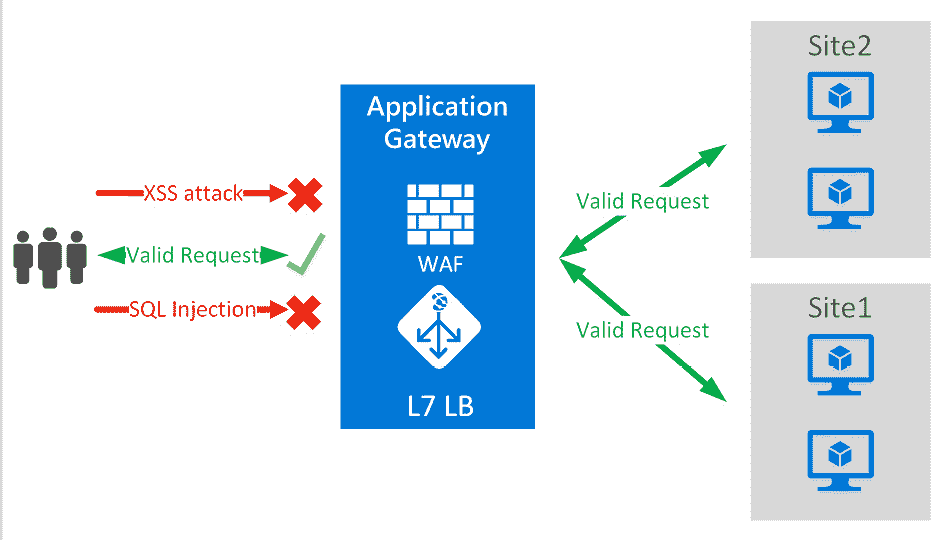 Application
Gateway
XSS attack
Valid Request
SQL Injection
WAF
L7 LB
Valid Request
Valid Request
Site2
Site1